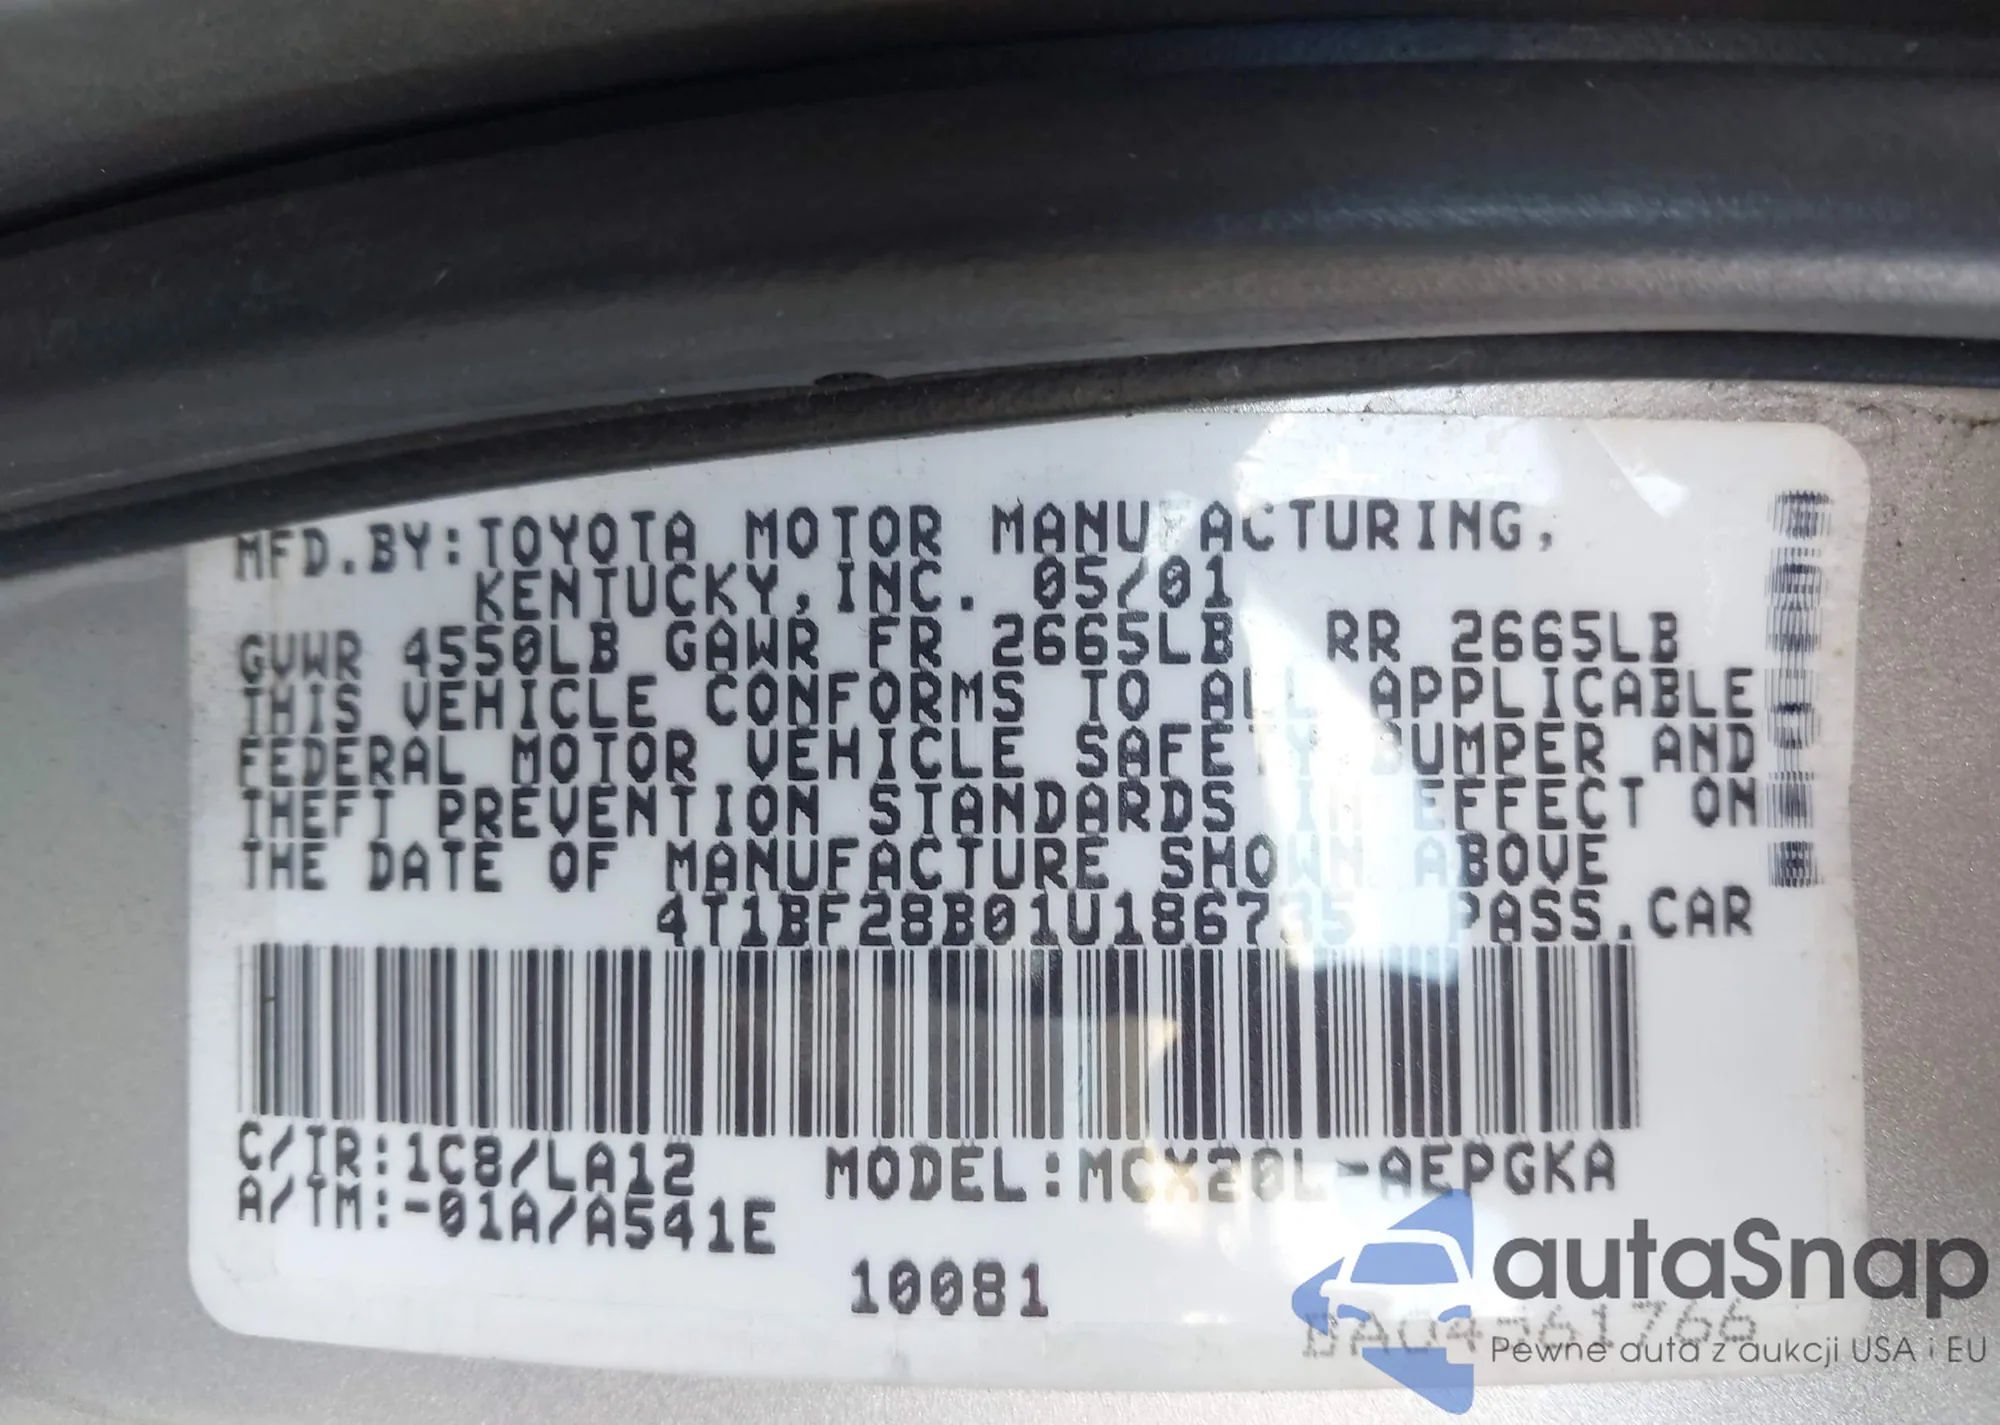 MFD.BY:TOYOTA MOTOR MANUFACTURING,
KENTUCKY,INC. 05/01
GVWR 4550LB GAWR FR 2665LB RR 2665LB
THIS VEHICLE CONFORMS TO ALL APPLICABLE
FEDERAL MOTOR VEHICLE SAFETY BUMPER AND
THEFT PREVENTION STANDARDS IN EFFECT ON
THE DATE OF MANUFACTURE SHOWN ABOVE
4T1BF28B01U186735 PASS.CAR
C/TR:1C8/LA12 MODEL:MCX20L-AEPGKA
A/TM:-01A/A541E
10081
autaSnap
Pewne auta z aukcji USA i EU